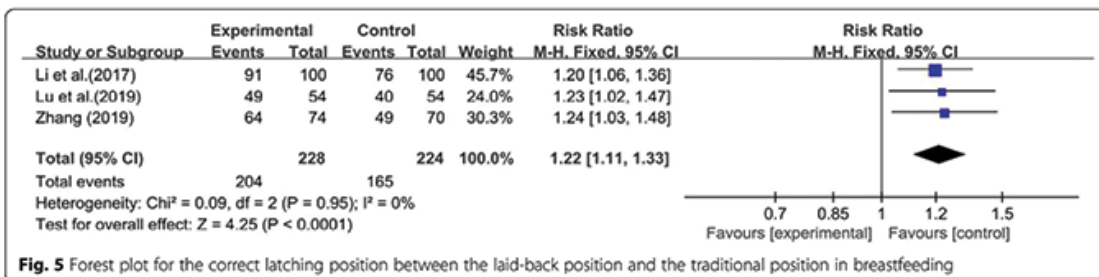 Experimental Control Risk Ratio Risk Ratio
Study or Subgroup Events Total Events Total Weight M-H, Fixed, 95% CI M-H, Fixed, 95% CI
Li et al.(2017) 91 100 76 100 45.7% 1.20 [1.06, 1.36]
Lu et al.(2019) 49 54 40 54 24.0% 1.23 [1.02, 1.47]
Zhang (2019) 64 74 49 70 30.3% 1.24 [1.03, 1.48]
Total (95% CI) 228 224 100.0% 1.22 [1.11, 1.33]
Total events 204 165
Heterogeneity: Chi² = 0.09, df = 2 (P = 0.95); I² = 0%
Test for overall effect: Z = 4.25 (P < 0.0001)
0.7 0.85 1 1.2 1.5
Favours [experimental] Favours [control]
Fig. 5 Forest plot for the correct latching position between the laid-back position and the traditional position in breastfeeding